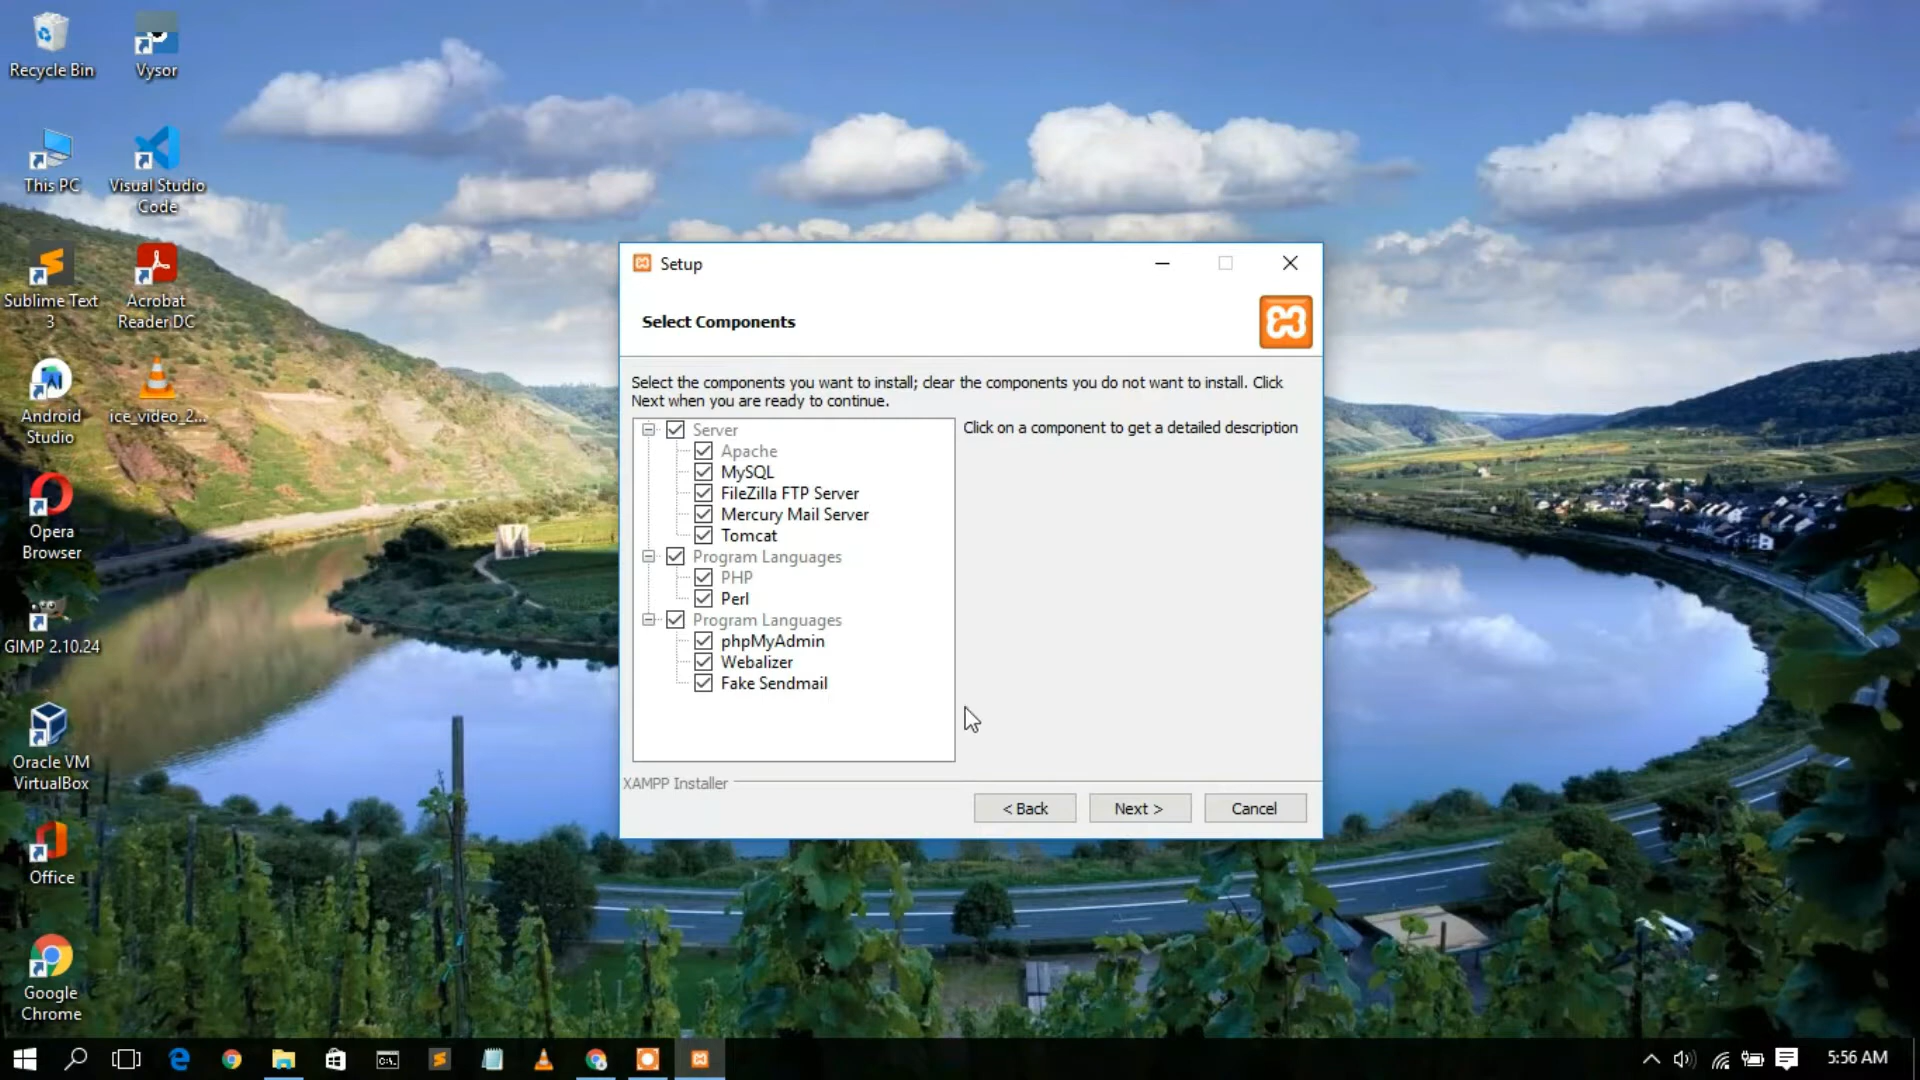 Recycle Bin
Vysor
This PC
Visual Studio
Code
Sublime Text
3
Acrobat
Reader DC
Android
Studio
ice_video_2...
Opera
Browser
GIMP 2.10.24
Oracle VM
VirtualBox
Office
Google
Chrome
Setup
Select Components
Select the components you want to install; clear the components you do not want to install. Click
Next when you are ready to continue.
Server
Apache
MySQL
FileZilla FTP Server
Mercury Mail Server
Tomcat
Program Languages
PHP
Perl
Program Languages
phpMyAdmin
Webalizer
Fake Sendmail
Click on a component to get a detailed description
XAMPP Installer
< Back
Next >
Cancel
5:56 AM